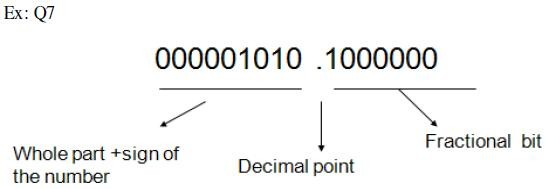 Ex: Q7
000001010 .1000000
Whole part +sign of
the number
Decimal point
Fractional bit